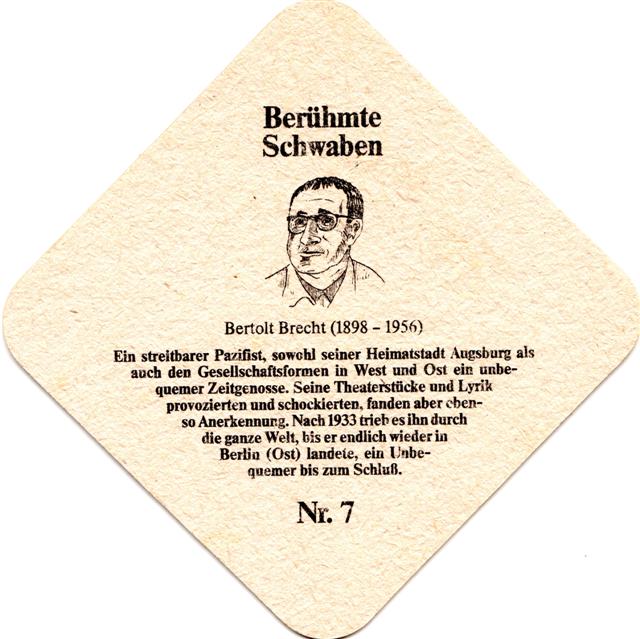 Berühmte
Schwaben
Bertolt Brecht (1898 – 1956)
Ein streitbarer Pazifist, sowohl seiner Heimatstadt Augsburg als
auch den Gesellschaftsformen in West und Ost ein unbe-
quemer Zeitgenosse. Seine Theaterstücke und Lyrik
provozierten und schockierten, fanden aber eben-
so Anerkennung. Nach 1933 trieb es ihn durch
die ganze Welt, bis er endlich wieder in
Berlin (Ost) landete, ein Unbe-
quemer bis zum Schluß.
Nr. 7